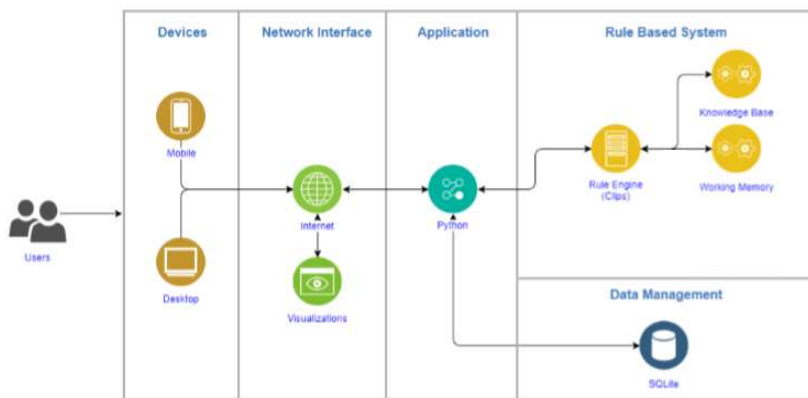 Devices
Network Interface
Application
Rule Based System
Mobile
Knowledge Base
Internet
Python
Rule Engine
(Clips)
Working Memory
Users
Desktop
Visualizations
Data Management
SQLite